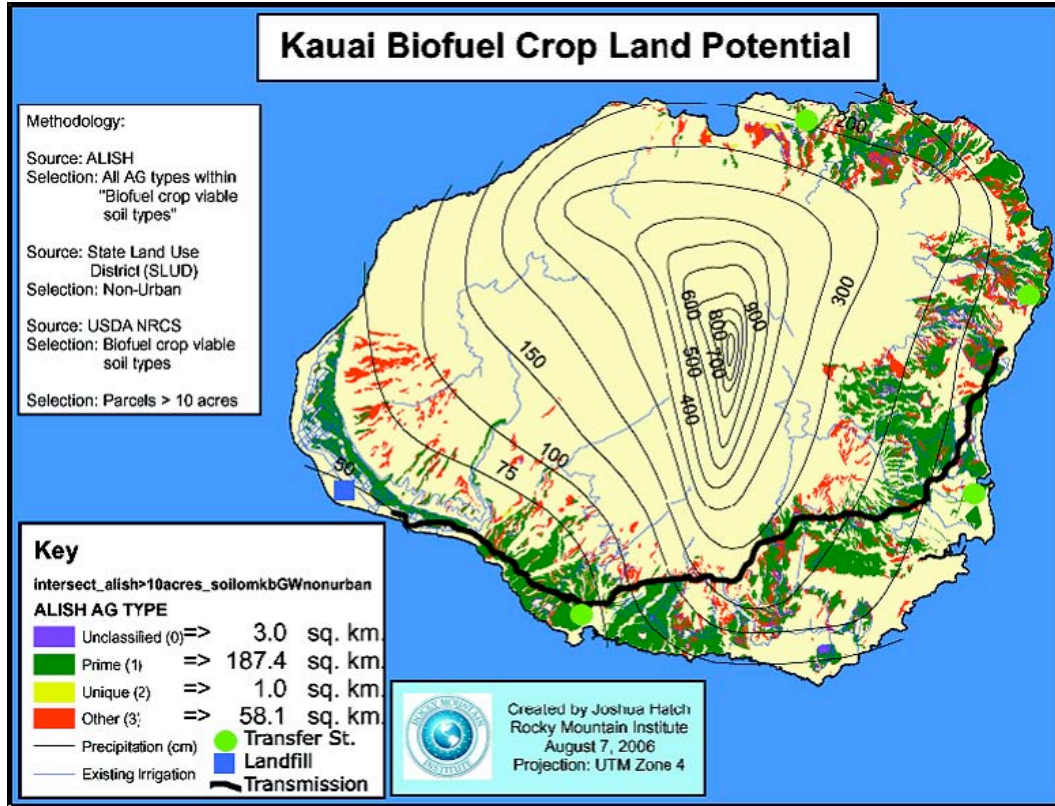 Kauai Biofuel Crop Land Potential
Methodology:
Source: ALISH
Selection: All AG types within
"Biofuel crop viable
soil types"
Source: State Land Use
District (SLUD)
Selection: Non-Urban
Source: USDA NRCS
Selection: Biofuel crop viable
soil types
Selection: Parcels > 10 acres
200
300
150
600
900
800
700
500
400
100
75
50
Key
intersect_alish>10acres_soilomkbGWnonurban
ALISH AG TYPE
Unclassified (0) => 3.0 sq. km.
Prime (1) => 187.4 sq. km.
Unique (2) => 1.0 sq. km.
Other (3) => 58.1 sq. km.
Precipitation (cm)
Existing Irrigation
Transfer St.
Landfill
Transmission
ROCKY MOUNTAIN
INSTITUTE
Created by Joshua Hatch
Rocky Mountain Institute
August 7, 2006
Projection: UTM Zone 4